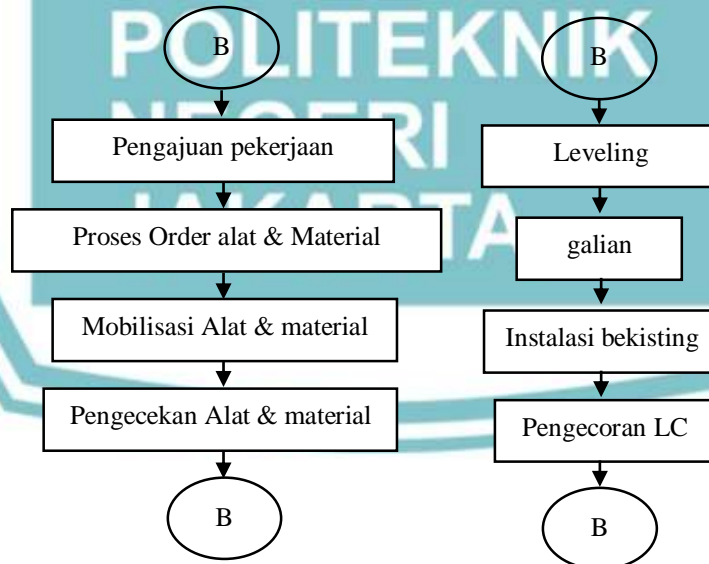 POLITEKNIK
NEGERI
JAKARTA
B
Pengajuan pekerjaan
Proses Order alat & Material
Mobilisasi Alat & material
Pengecekan Alat & material
B
B
Leveling
galian
Instalasi bekisting
Pengecoran LC
B